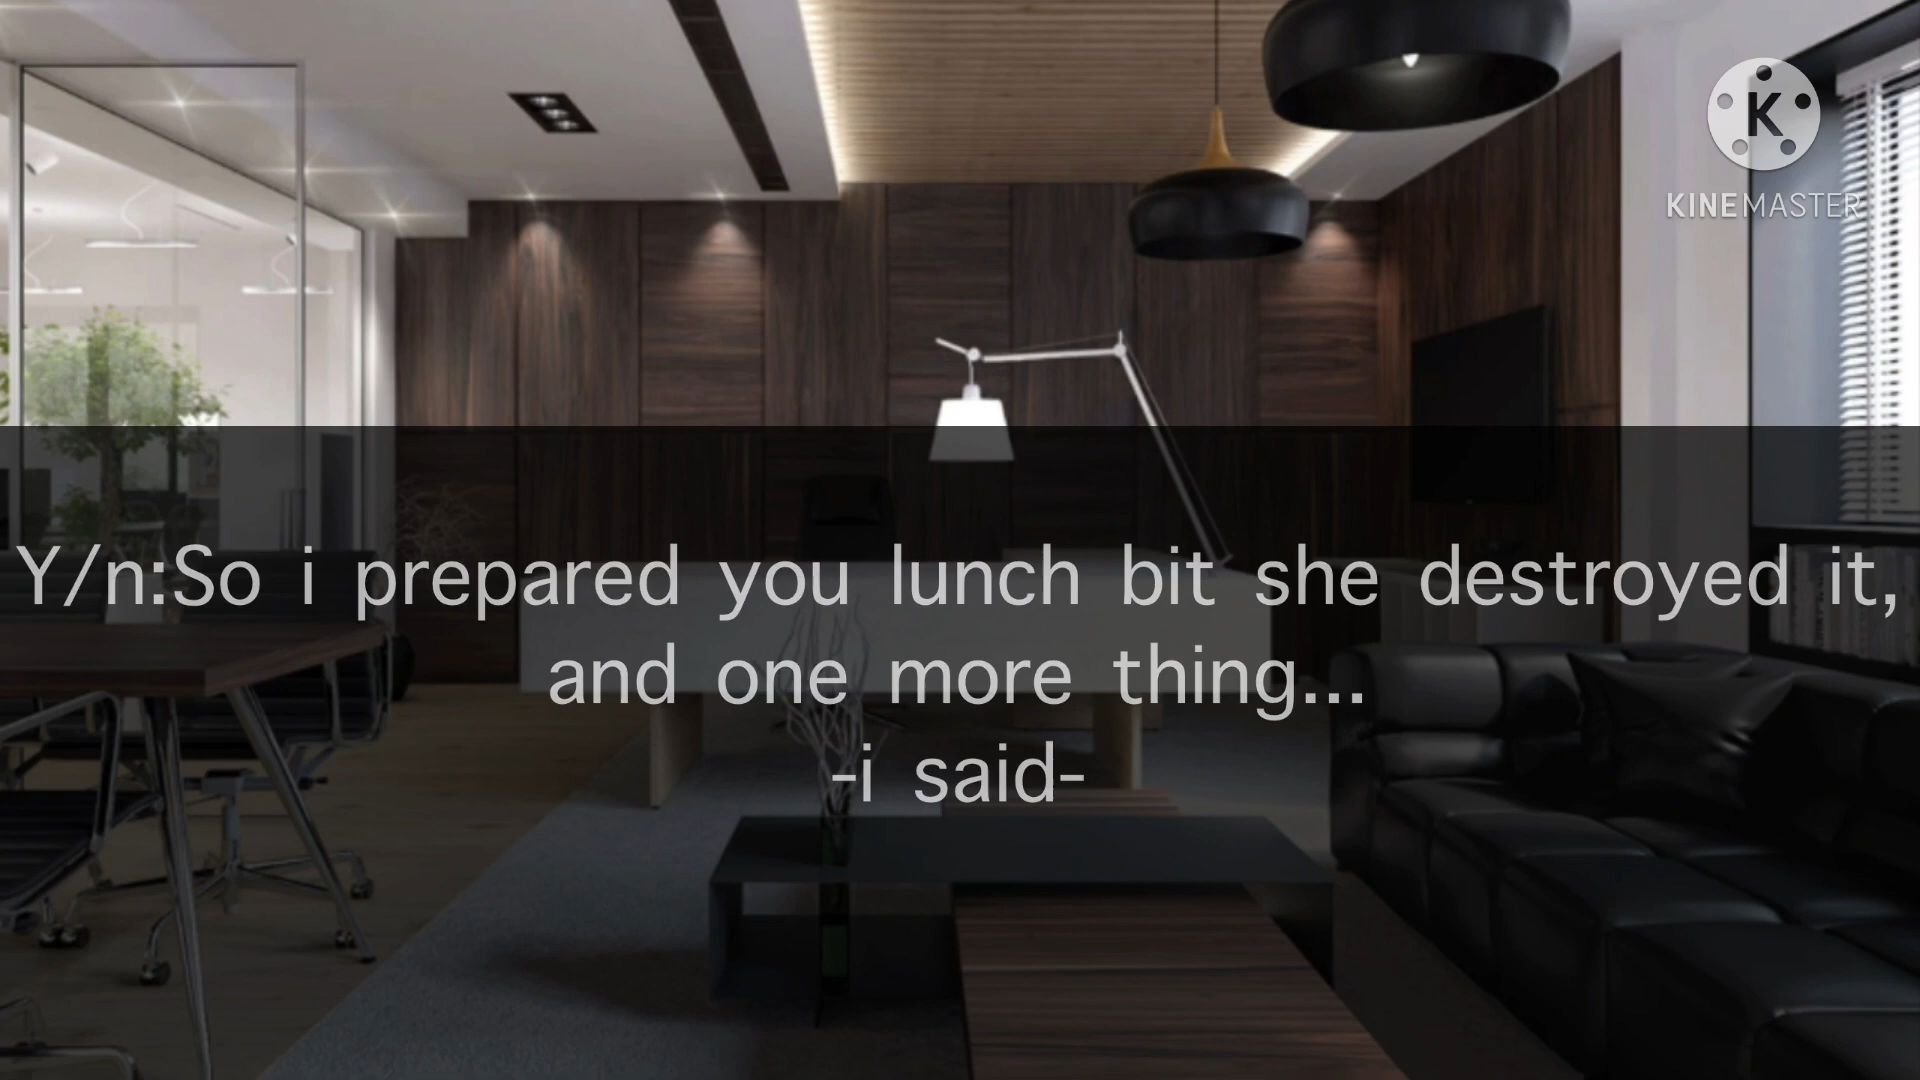 K
KINEMASTER
Y/n:So i prepared you lunch bit she destroyed it,
and one more thing...
-i said-